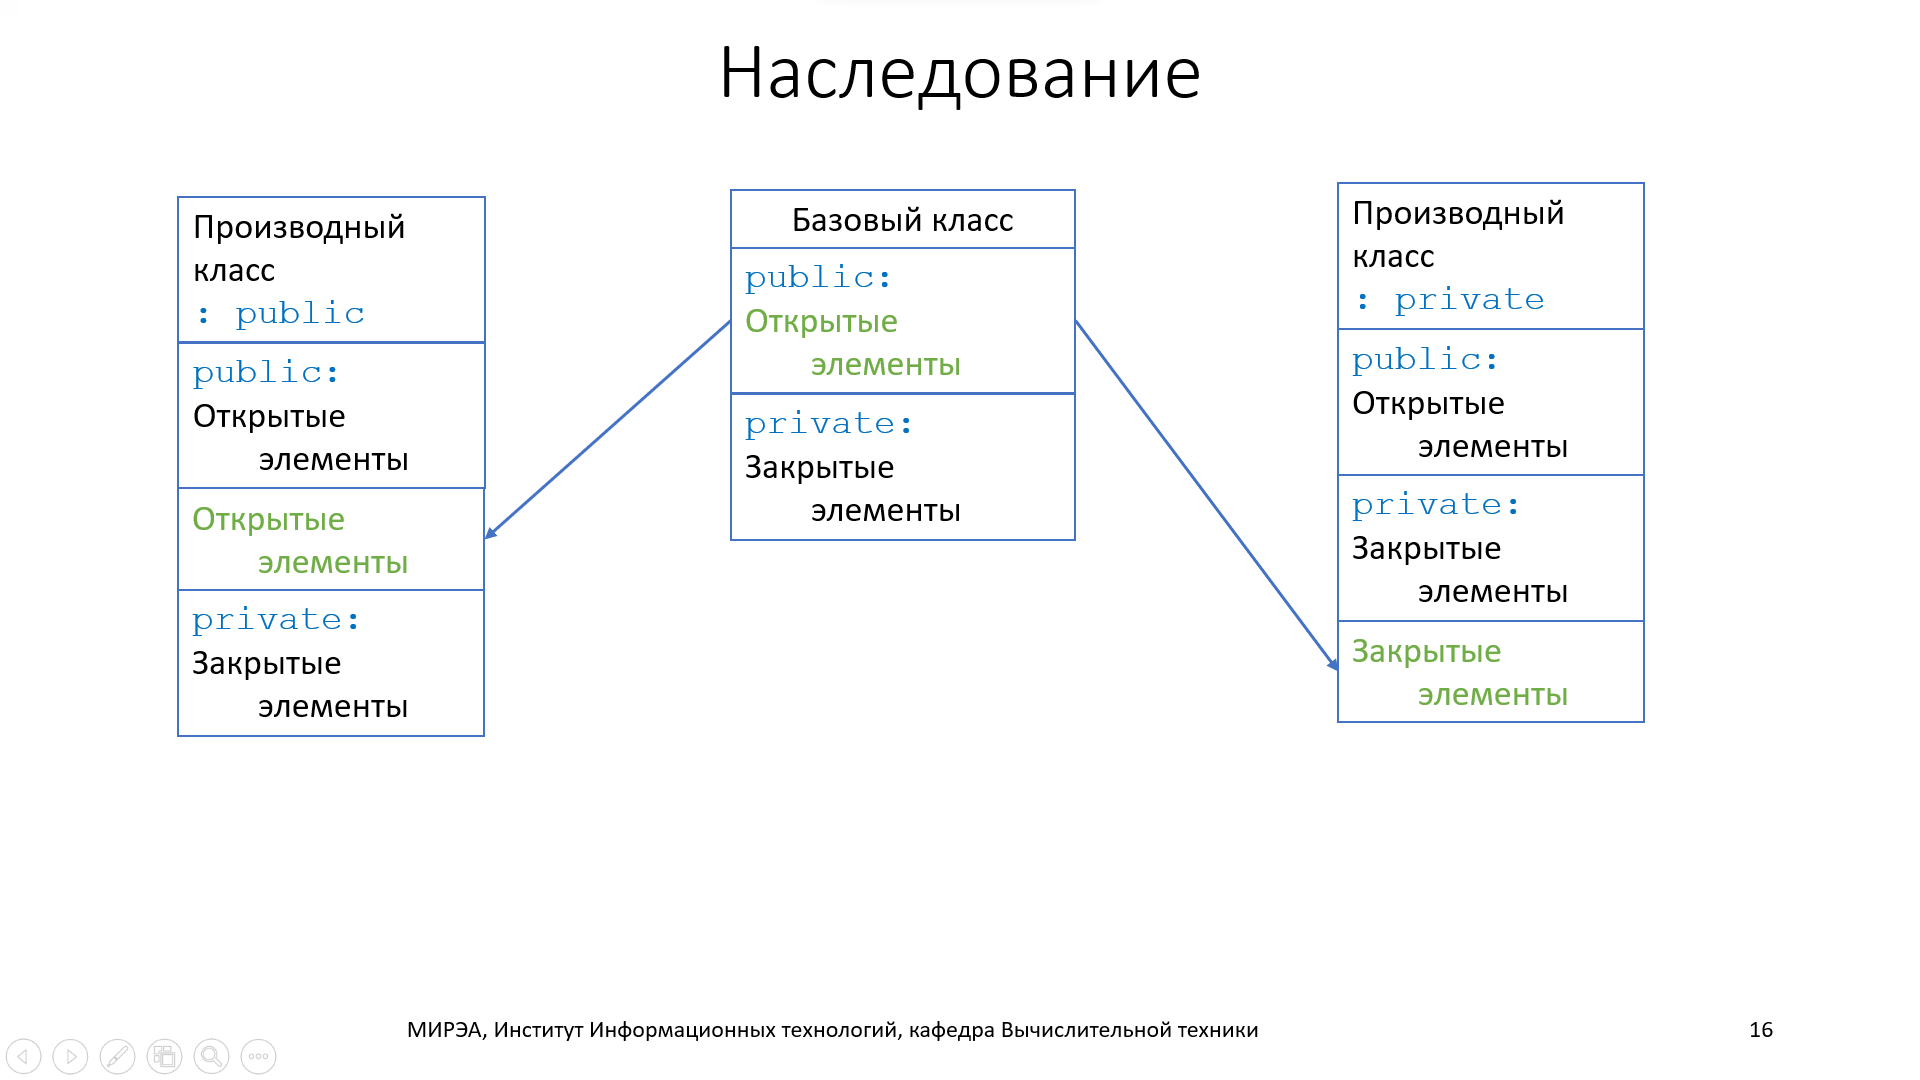 Наследование
Производный
класс
: public
public:
Открытые
элементы
Открытые
элементы
private:
Закрытые
элементы
Базовый класс
public:
Открытые
элементы
private:
Закрытые
элементы
Производный
класс
: private
public:
Открытые
элементы
private:
Закрытые
элементы
Закрытые
элементы
МИРЭА, Институт Информационных технологий, кафедра Вычислительной техники
16